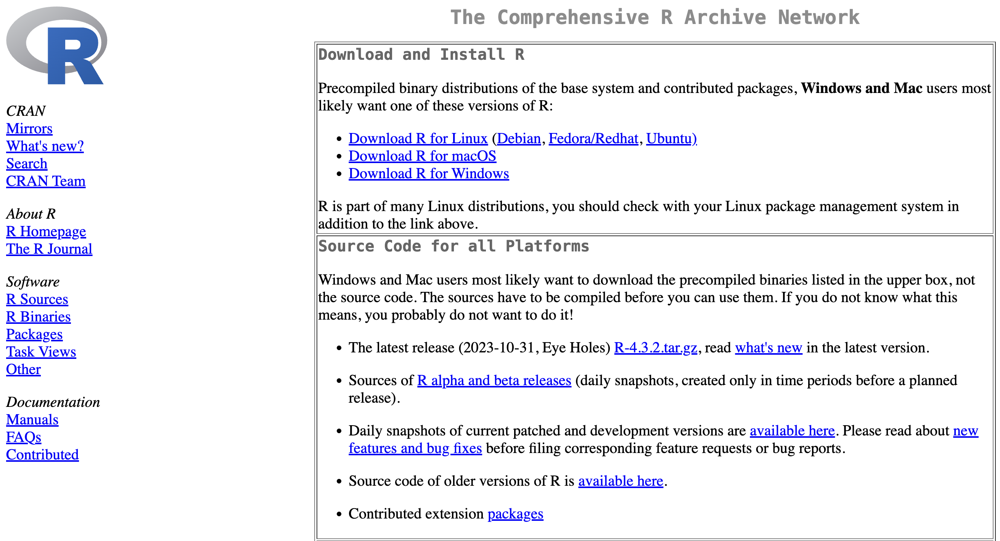 R
CRAN
Mirrors
What's new?
Search
CRAN Team
About R
R Homepage
The R Journal
Software
R Sources
R Binaries
Packages
Task Views
Other
Documentation
Manuals
FAQs
Contributed
The Comprehensive R Archive Network
Download and Install R
Precompiled binary distributions of the base system and contributed packages, Windows and Mac users most
likely want one of these versions of R:
• Download R for Linux (Debian, Fedora/Redhat, Ubuntu)
• Download R for macOS
• Download R for Windows
R is part of many Linux distributions, you should check with your Linux package management system in
addition to the link above.
Source Code for all Platforms
Windows and Mac users most likely want to download the precompiled binaries listed in the upper box, not
the source code. The sources have to be compiled before you can use them. If you do not know what this
means, you probably do not want to do it!
• The latest release (2023-10-31, Eye Holes) R-4.3.2.tar.gz, read what's new in the latest version.
• Sources of R alpha and beta releases (daily snapshots, created only in time periods before a planned
release).
• Daily snapshots of current patched and development versions are available here. Please read about new
features and bug fixes before filing corresponding feature requests or bug reports.
• Source code of older versions of R is available here.
• Contributed extension packages